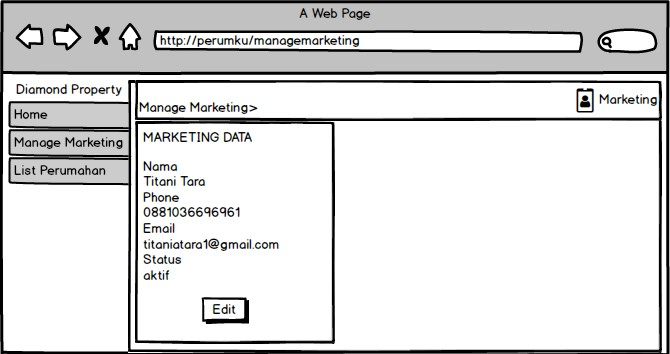 A Web Page
http://perumku/managemarketing
Diamond Property
Home
Manage Marketing
List Perumahan
Manage Marketing>
Marketing
MARKETING DATA
Nama
Titani Tara
Phone
0881036696961
Email
titaniatara1@gmail.com
Status
aktif
Edit